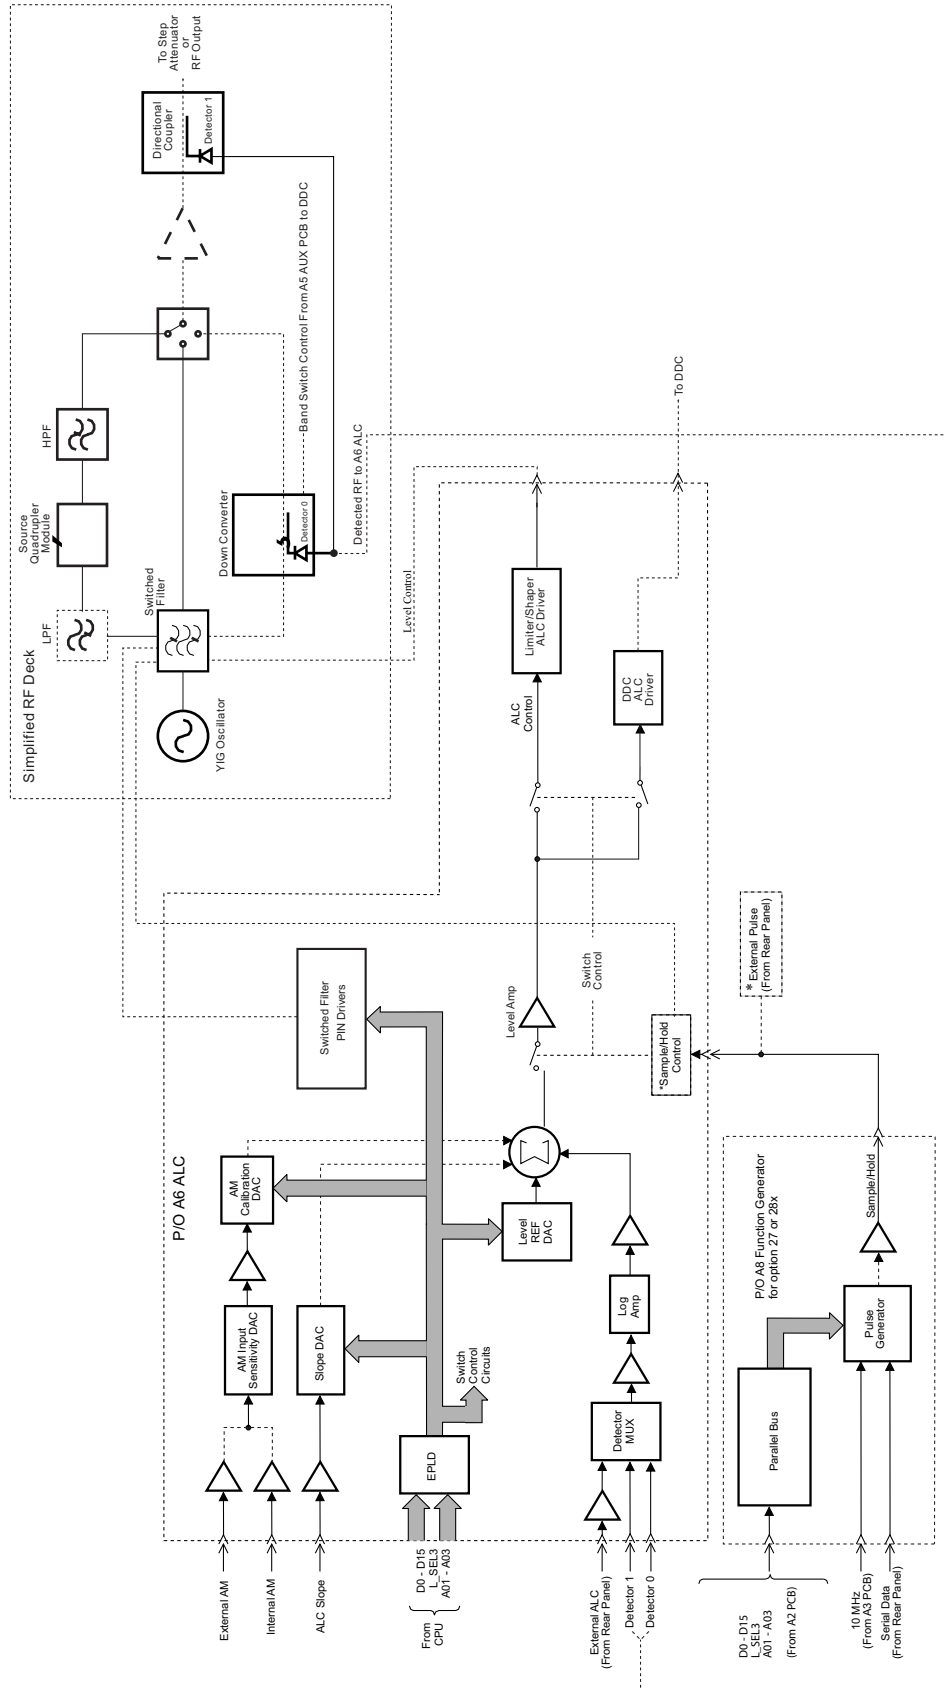 Simplified RF Deck
YIG Oscillator
Switched
Filter
LPF
Source
Quadrupler
Module
HPF
Down Converter
Detector 0
Directional
Coupler
Detector 1
To Step
Attenuator
or
RF Output
Band Switch Control From A5 AUX PCB to DDC
Detected RF to A6 ALC
Level Control
P/O A6 ALC
External AM
Internal AM
ALC Slope
AM Input
Sensitivity DAC
AM
Calibration
DAC
Slope DAC
Switched Filter
PIN Drivers
From
CPU
D0 - D15
L_SEL3
A01 - A03
EPLD
Switch
Control
Circuits
Level
REF
DAC
Σ
Level Amp
Switch
Control
ALC
Control
Limiter/Shaper
ALC Driver
DDC
ALC
Driver
To DDC
External ALC
(From Rear Panel)
Detector 1
Detector 0
Detector
MUX
Log
Amp
*Sample/Hold
Control
* External Pulse
(From Rear Panel)
P/O A8 Function Generator
for option 27 or 28x
D0 - D15
L_SEL3
A01 - A03
(From A2 PCB)
Parallel Bus
10 MHz
(From A3 PCB)
Serial Data
(From Rear Panel)
Pulse
Generator
Sample/Hold